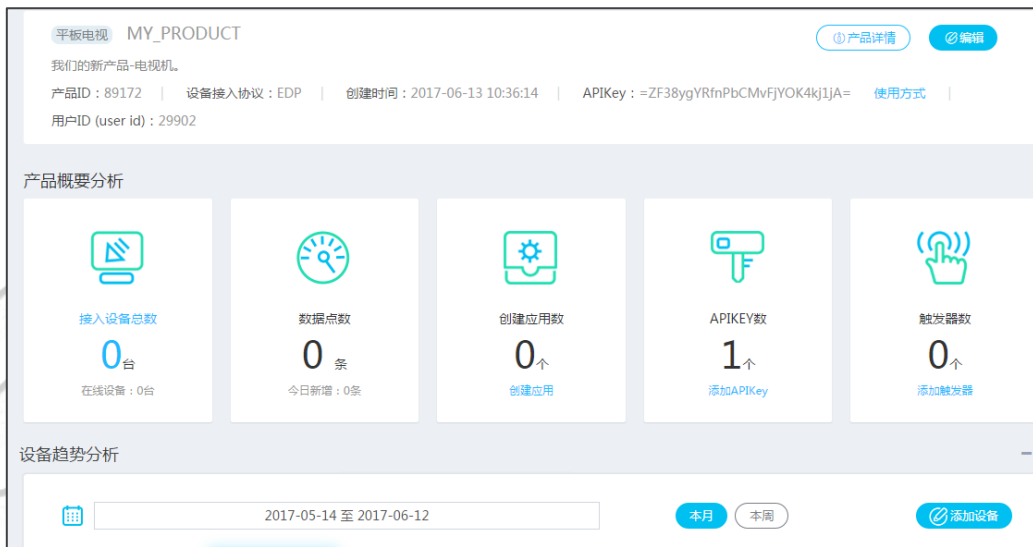 平板电视 MY_PRODUCT
产品详情 编辑
我们的新产品-电视机。
产品ID：89172 | 设备接入协议：EDP | 创建时间：2017-06-13 10:36:14 | APIKey：=ZF38ygYRfnPbCMvFjYOK4kj1jA= 使用方式 |
用户ID (user id)：29902
产品概要分析
接入设备总数 数据点数 创建应用数 APIKEY数 触发器数
0台 0 条 0个 1个 0个
在线设备：0台 今日新增：0条 创建应用 添加APIKey 添加触发器
设备趋势分析
2017-05-14 至 2017-06-12 本月 本周 添加设备